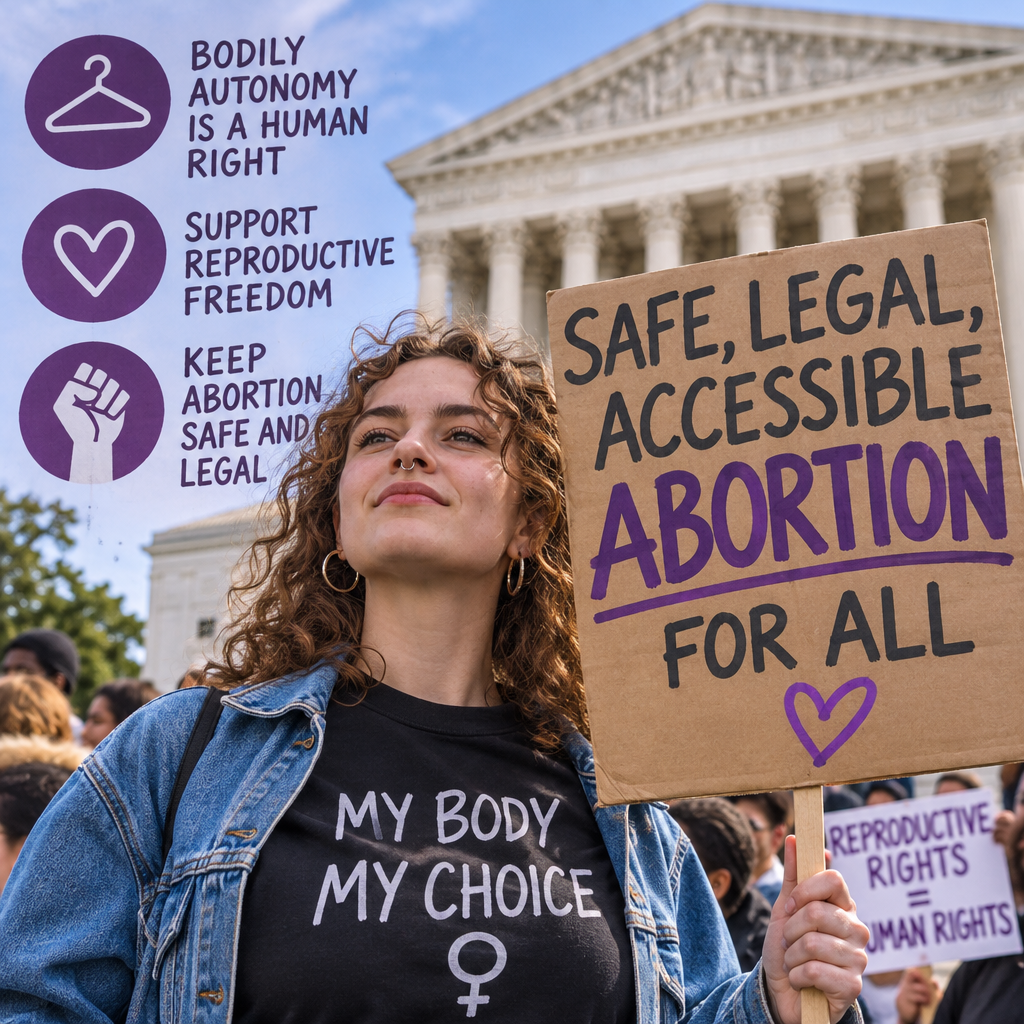 BODILY
AUTONOMY
IS A HUMAN
RIGHT
SUPPORT
REPRODUCTIVE
FREEDOM
KEEP
ABORTION
SAFE AND
LEGAL
SAFE, LEGAL,
ACCESSIBLE
ABORTION
FOR ALL
MY BODY
MY CHOICE
REPRODUCTIVE
RIGHTS
=
HUMAN RIGHTS